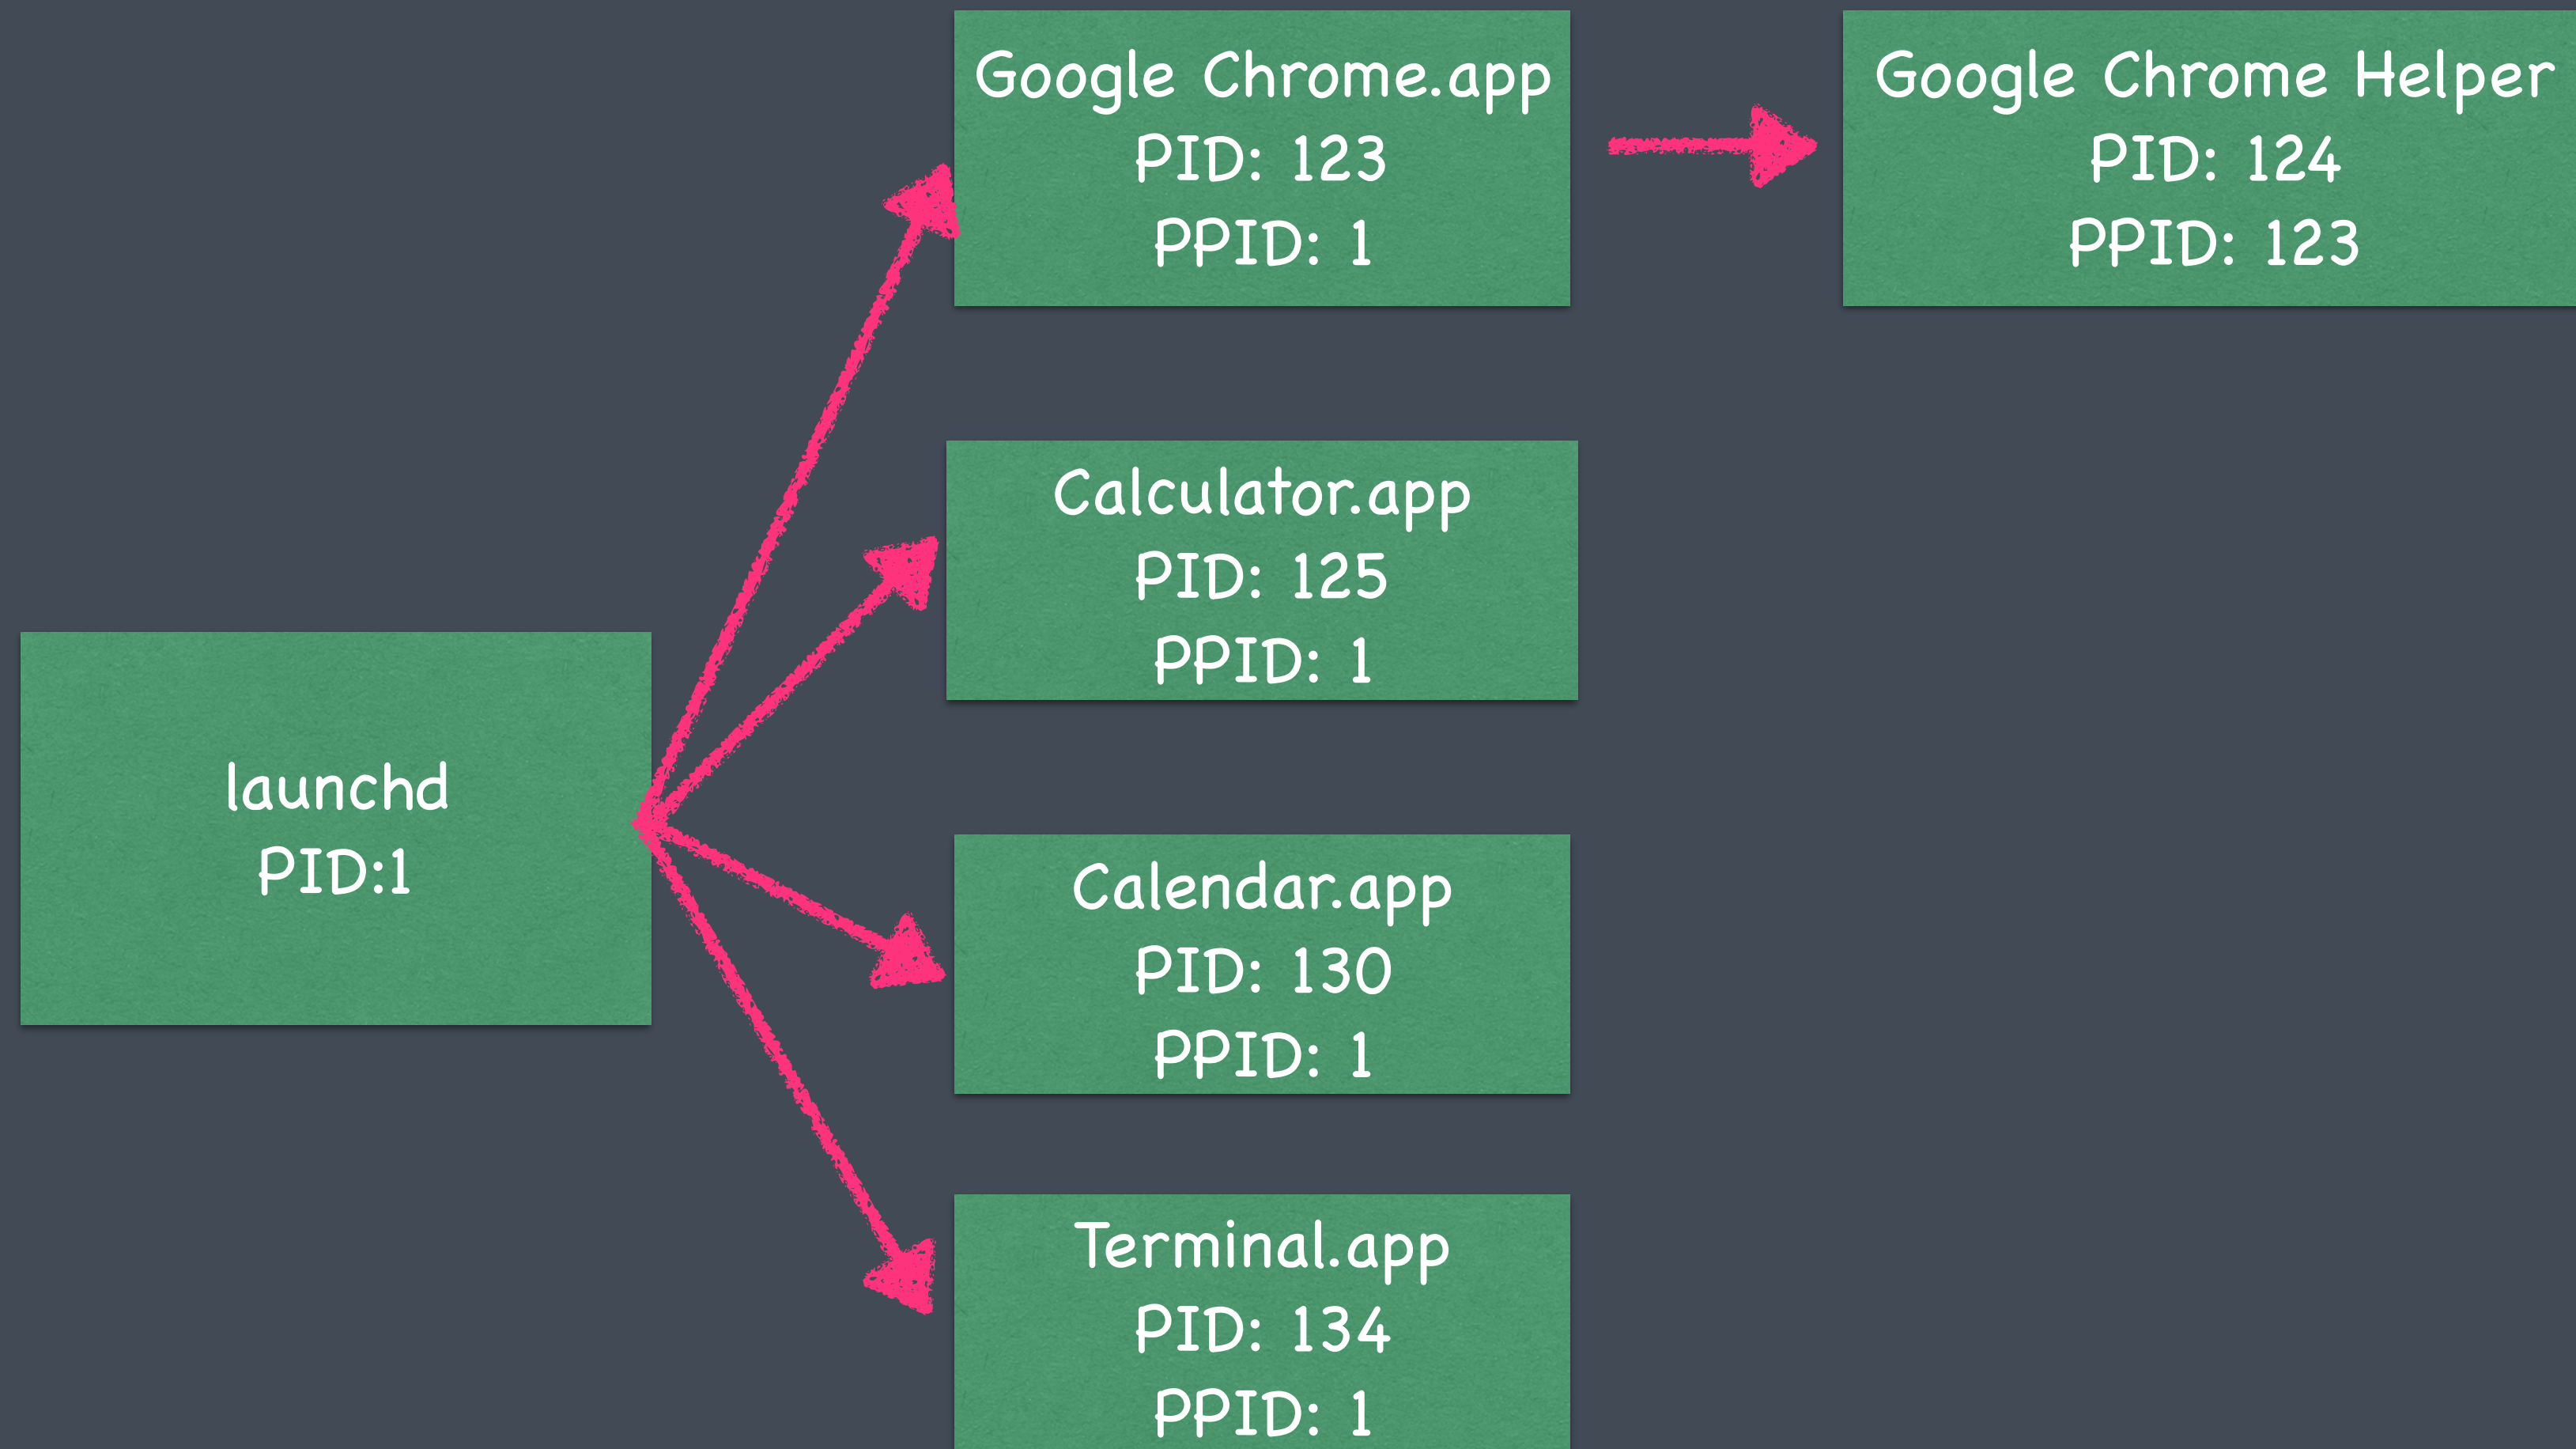 Google Chrome.app
PID: 123
PPID: 1
Google Chrome Helper
PID: 124
PPID: 123
Calculator.app
PID: 125
PPID: 1
launchd
PID:1
Calendar.app
PID: 130
PPID: 1
Terminal.app
PID: 134
PPID: 1